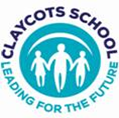 CLAYCOTS SCHOOL
LEADING FOR THE FUTURE